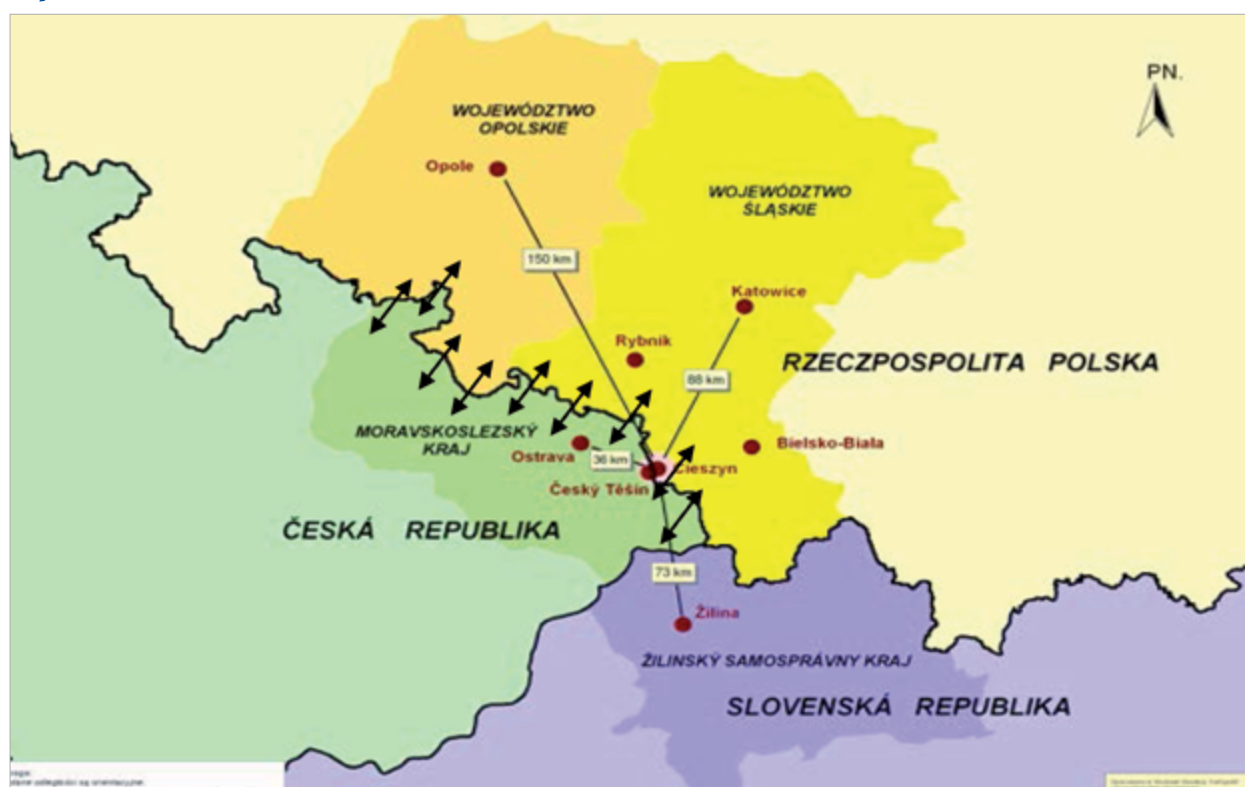 PN.
WOJEWÓDZTWO
OPOLSKIE
Opole
WOJEWÓDZTWO
ŚLĄSKIE
150 km
Katowice
Rybnik
RZECZPOSPOLITA POLSKA
88 km
MORAVSKOSLEZSKÝ
KRAJ
Ostrava
36 km
Cieszyn
Bielsko-Biała
Český Těšín
ČESKÁ REPUBLIKA
73 km
Žilina
ŽILINSKÝ SAMOSPRÁVNY KRAJ
SLOVENSKÁ REPUBLIKA